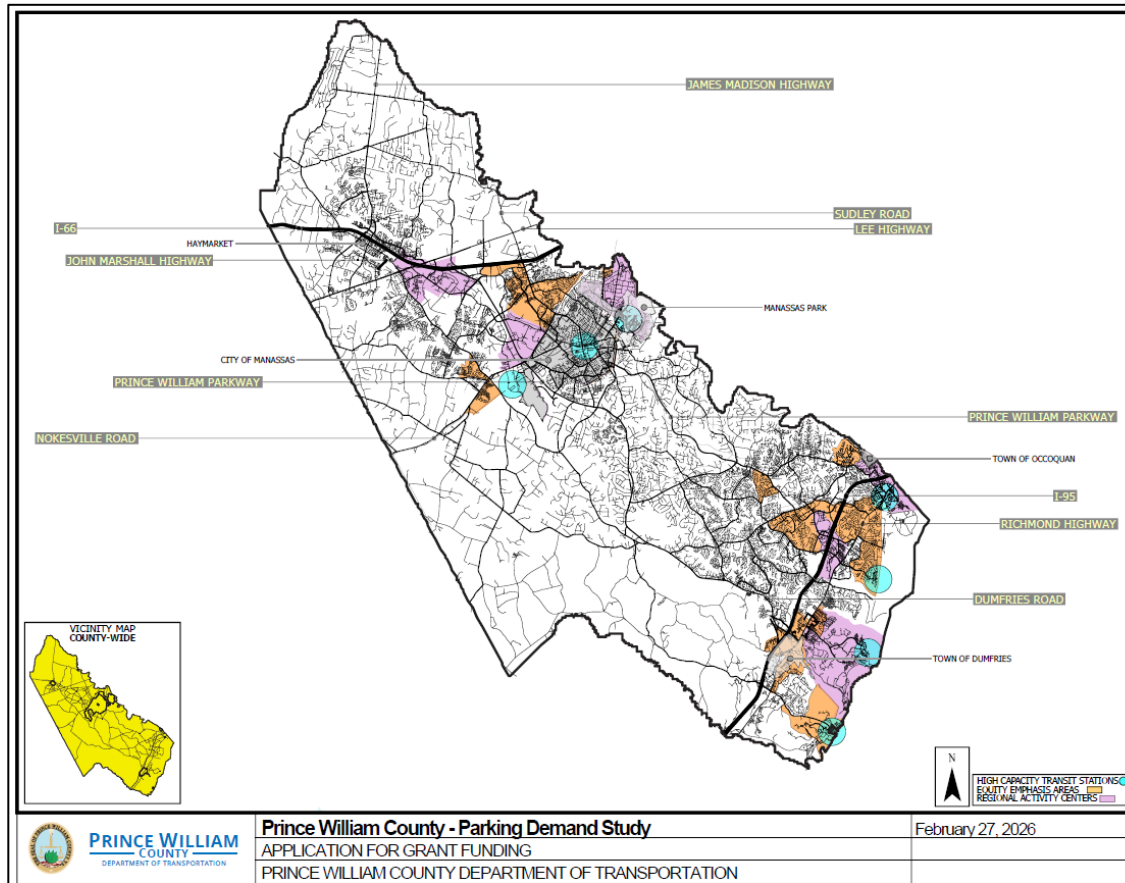 JAMES MADISON HIGHWAY
SUDLEY ROAD
I-66
LEE HIGHWAY
HAYMARKET
JOHN MARSHALL HIGHWAY
MANASSAS PARK
CITY OF MANASSAS
PRINCE WILLIAM PARKWAY
PRINCE WILLIAM PARKWAY
NOKESVILLE ROAD
TOWN OF OCCOQUAN
I-95
RICHMOND HIGHWAY
DUMFRIES ROAD
TOWN OF DUMFRIES
VICINITY MAP
COUNTY-WIDE
N
HIGH CAPACITY TRANSIT STATIONS
EQUITY EMPHASIS AREAS
REGIONAL ACTIVITY CENTERS
PRINCE WILLIAM
COUNTY
DEPARTMENT OF TRANSPORTATION
Prince William County - Parking Demand Study
February 27, 2026
APPLICATION FOR GRANT FUNDING
PRINCE WILLIAM COUNTY DEPARTMENT OF TRANSPORTATION